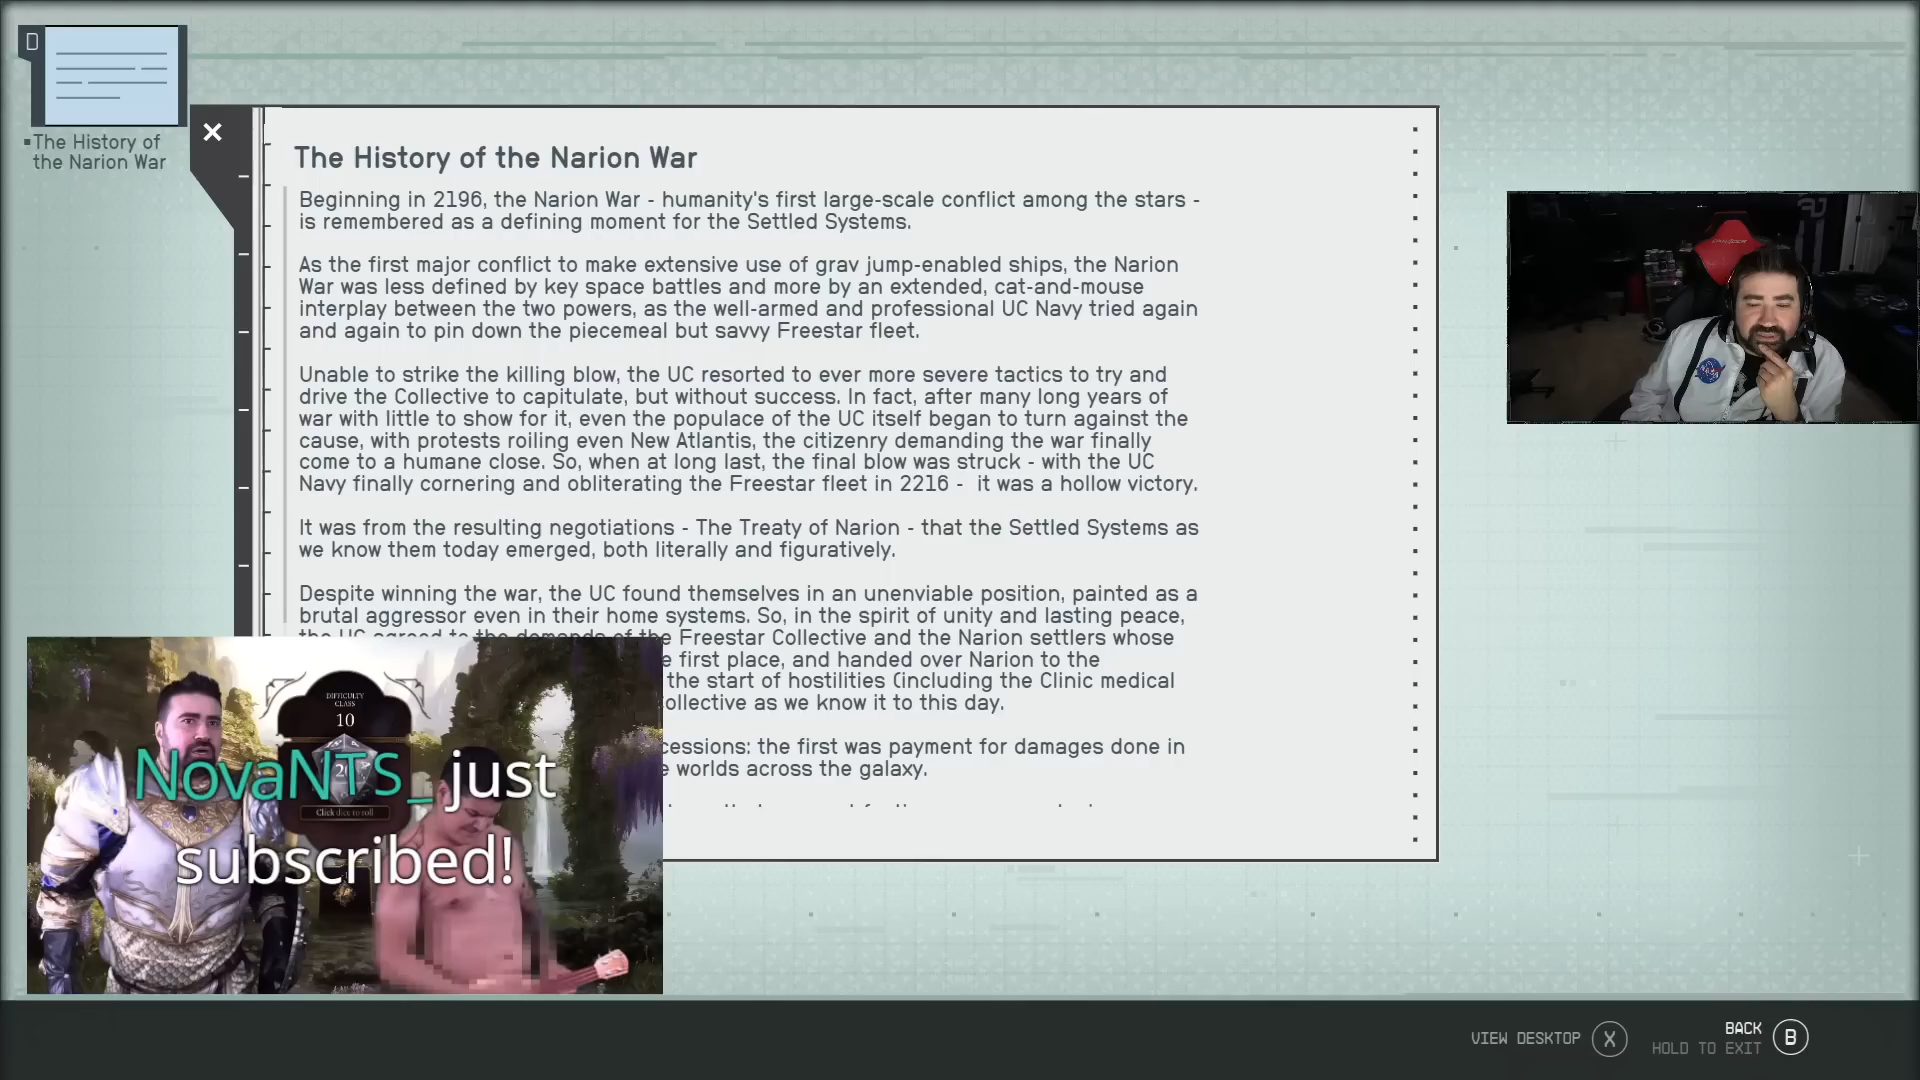 D
The History of
the Narion War
The History of the Narion War
Beginning in 2196, the Narion War - humanity's first large-scale conflict among the stars -
is remembered as a defining moment for the Settled Systems.
As the first major conflict to make extensive use of grav jump-enabled ships, the Narion
War was less defined by key space battles and more by an extended, cat-and-mouse
interplay between the two powers, as the well-armed and professional UC Navy tried again
and again to pin down the piecemeal but savvy Freestar fleet.
Unable to strike the killing blow, the UC resorted to ever more severe tactics to try and
drive the Collective to capitulate, but without success. In fact, after many long years of
war with little to show for it, even the populace of the UC itself began to turn against the
cause, with protests roiling even New Atlantis, the citizenry demanding the war finally
come to a humane close. So, when at long last, the final blow was struck - with the UC
Navy finally cornering and obliterating the Freestar fleet in 2216 - it was a hollow victory.
It was from the resulting negotiations - The Treaty of Narion - that the Settled Systems as
we know them today emerged, both literally and figuratively.
Despite winning the war, the UC found themselves in an unenviable position, painted as a
brutal aggressor even in their home systems. So, in the spirit of unity and lasting peace,
the UC agreed to the demands of the Freestar Collective and the Narion settlers whose
first place, and handed over Narion to the
the start of hostilities (including the Clinic medical
ollective as we know it to this day.
cessions: the first was payment for damages done in
worlds across the galaxy.
DIFFICULTY
CLASS
10
20
Click dice to roll
NovaNTS_ just
subscribed!
VIEW DESKTOP X
BACK B
HOLD TO EXIT